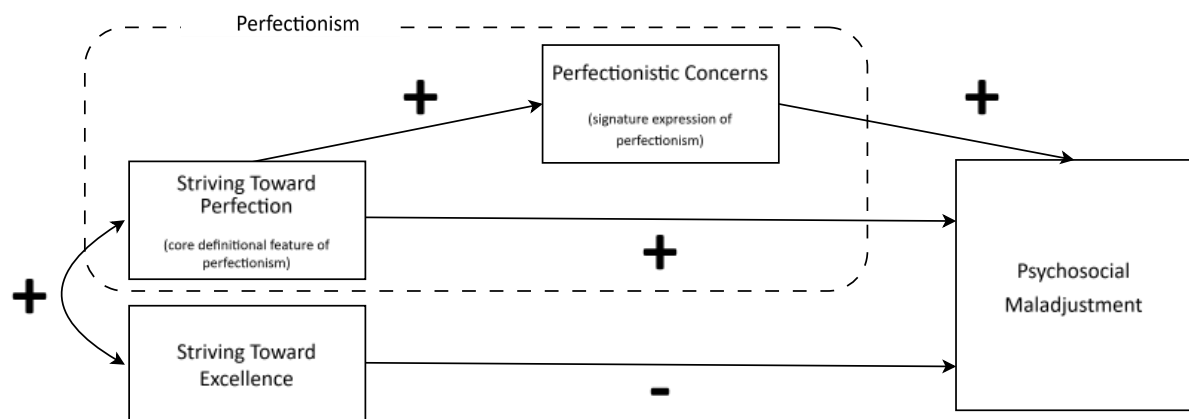 Perfectionism
Perfectionistic Concerns
(signature expression of
perfectionism)
+
+
Striving Toward
Perfection
(core definitional feature of
perfectionism)
+
+
Psychosocial
Maladjustment
Striving Toward
Excellence
-